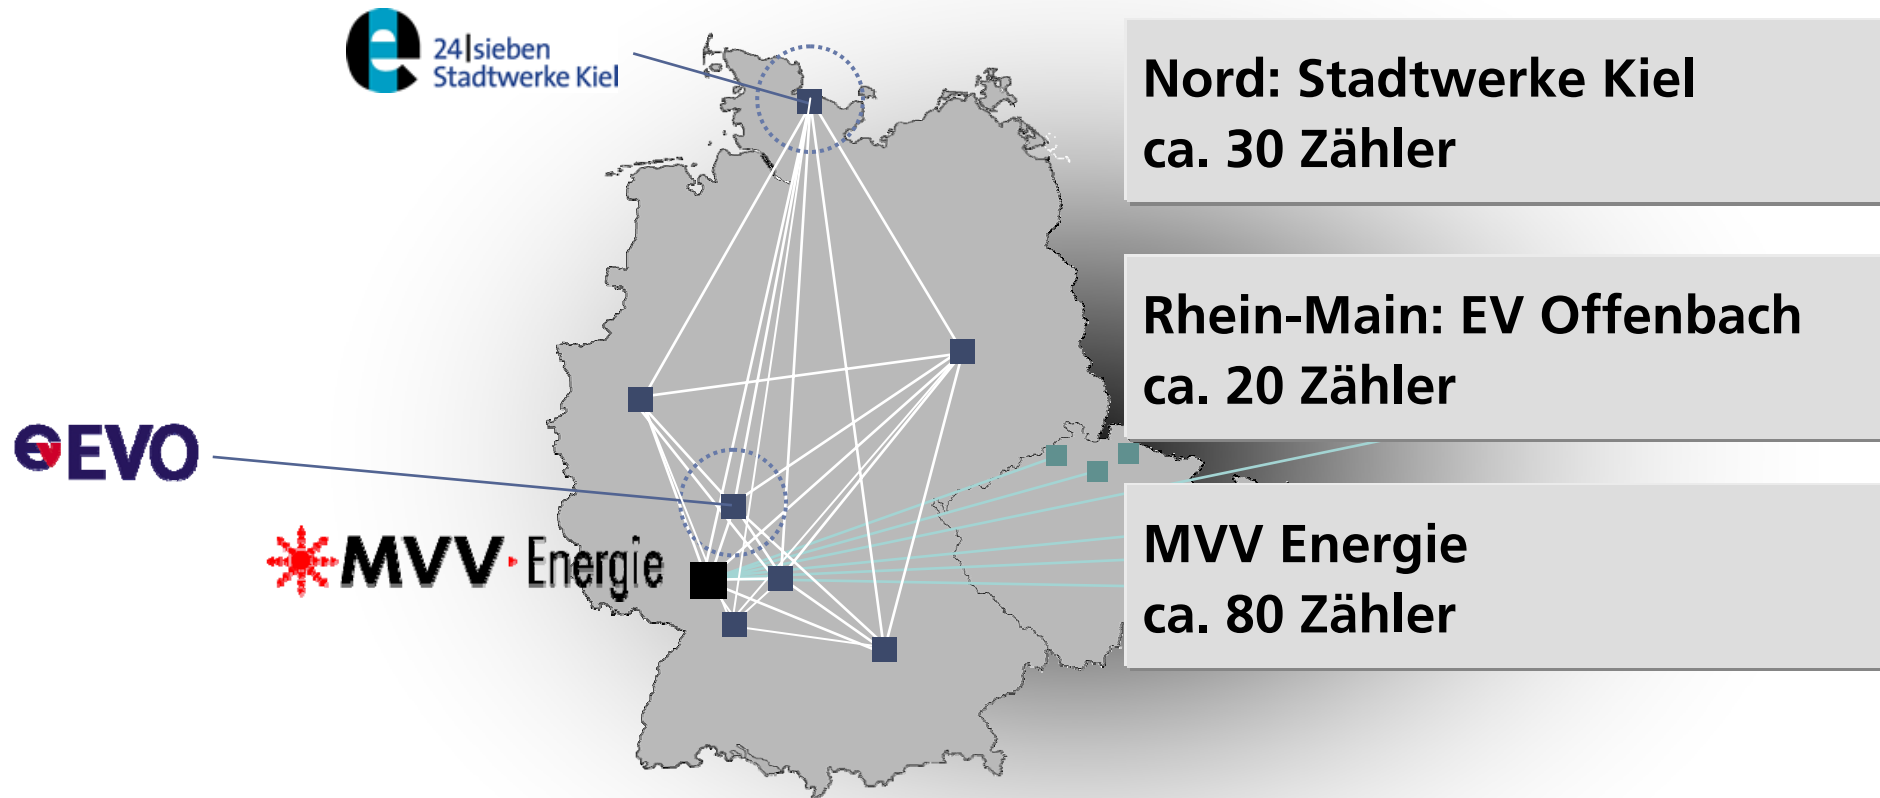 24|sieben
Stadtwerke Kiel
Nord: Stadtwerke Kiel
ca. 30 Zähler
Rhein-Main: EV Offenbach
ca. 20 Zähler
eEVO
MVV Energie
MVV Energie
ca. 80 Zähler